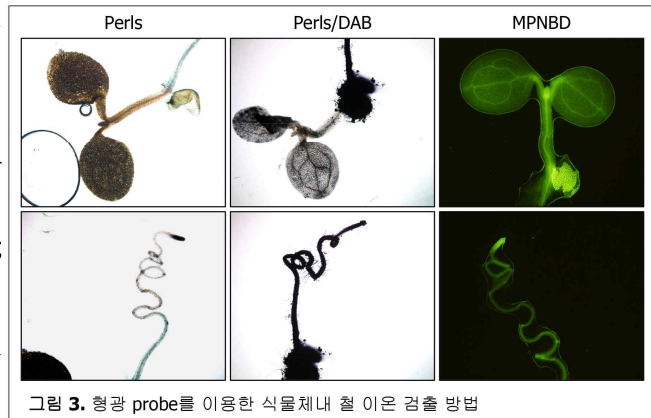 Perls Perls/DAB MPNBD
그림 3. 형광 probe를 이용한 식물체내 철 이온 검출 방법